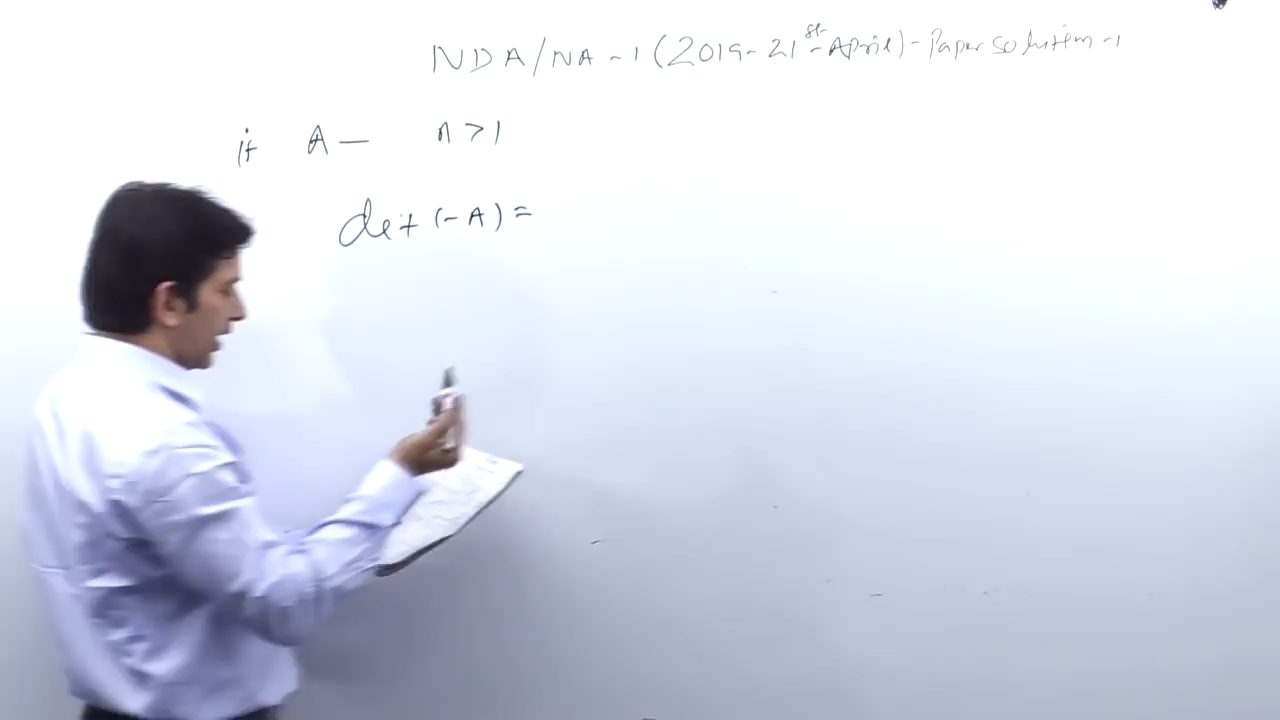 NDA/NA-1 (2019-21st-April)-Paper solution-1
if A — n>1
det (-A) =